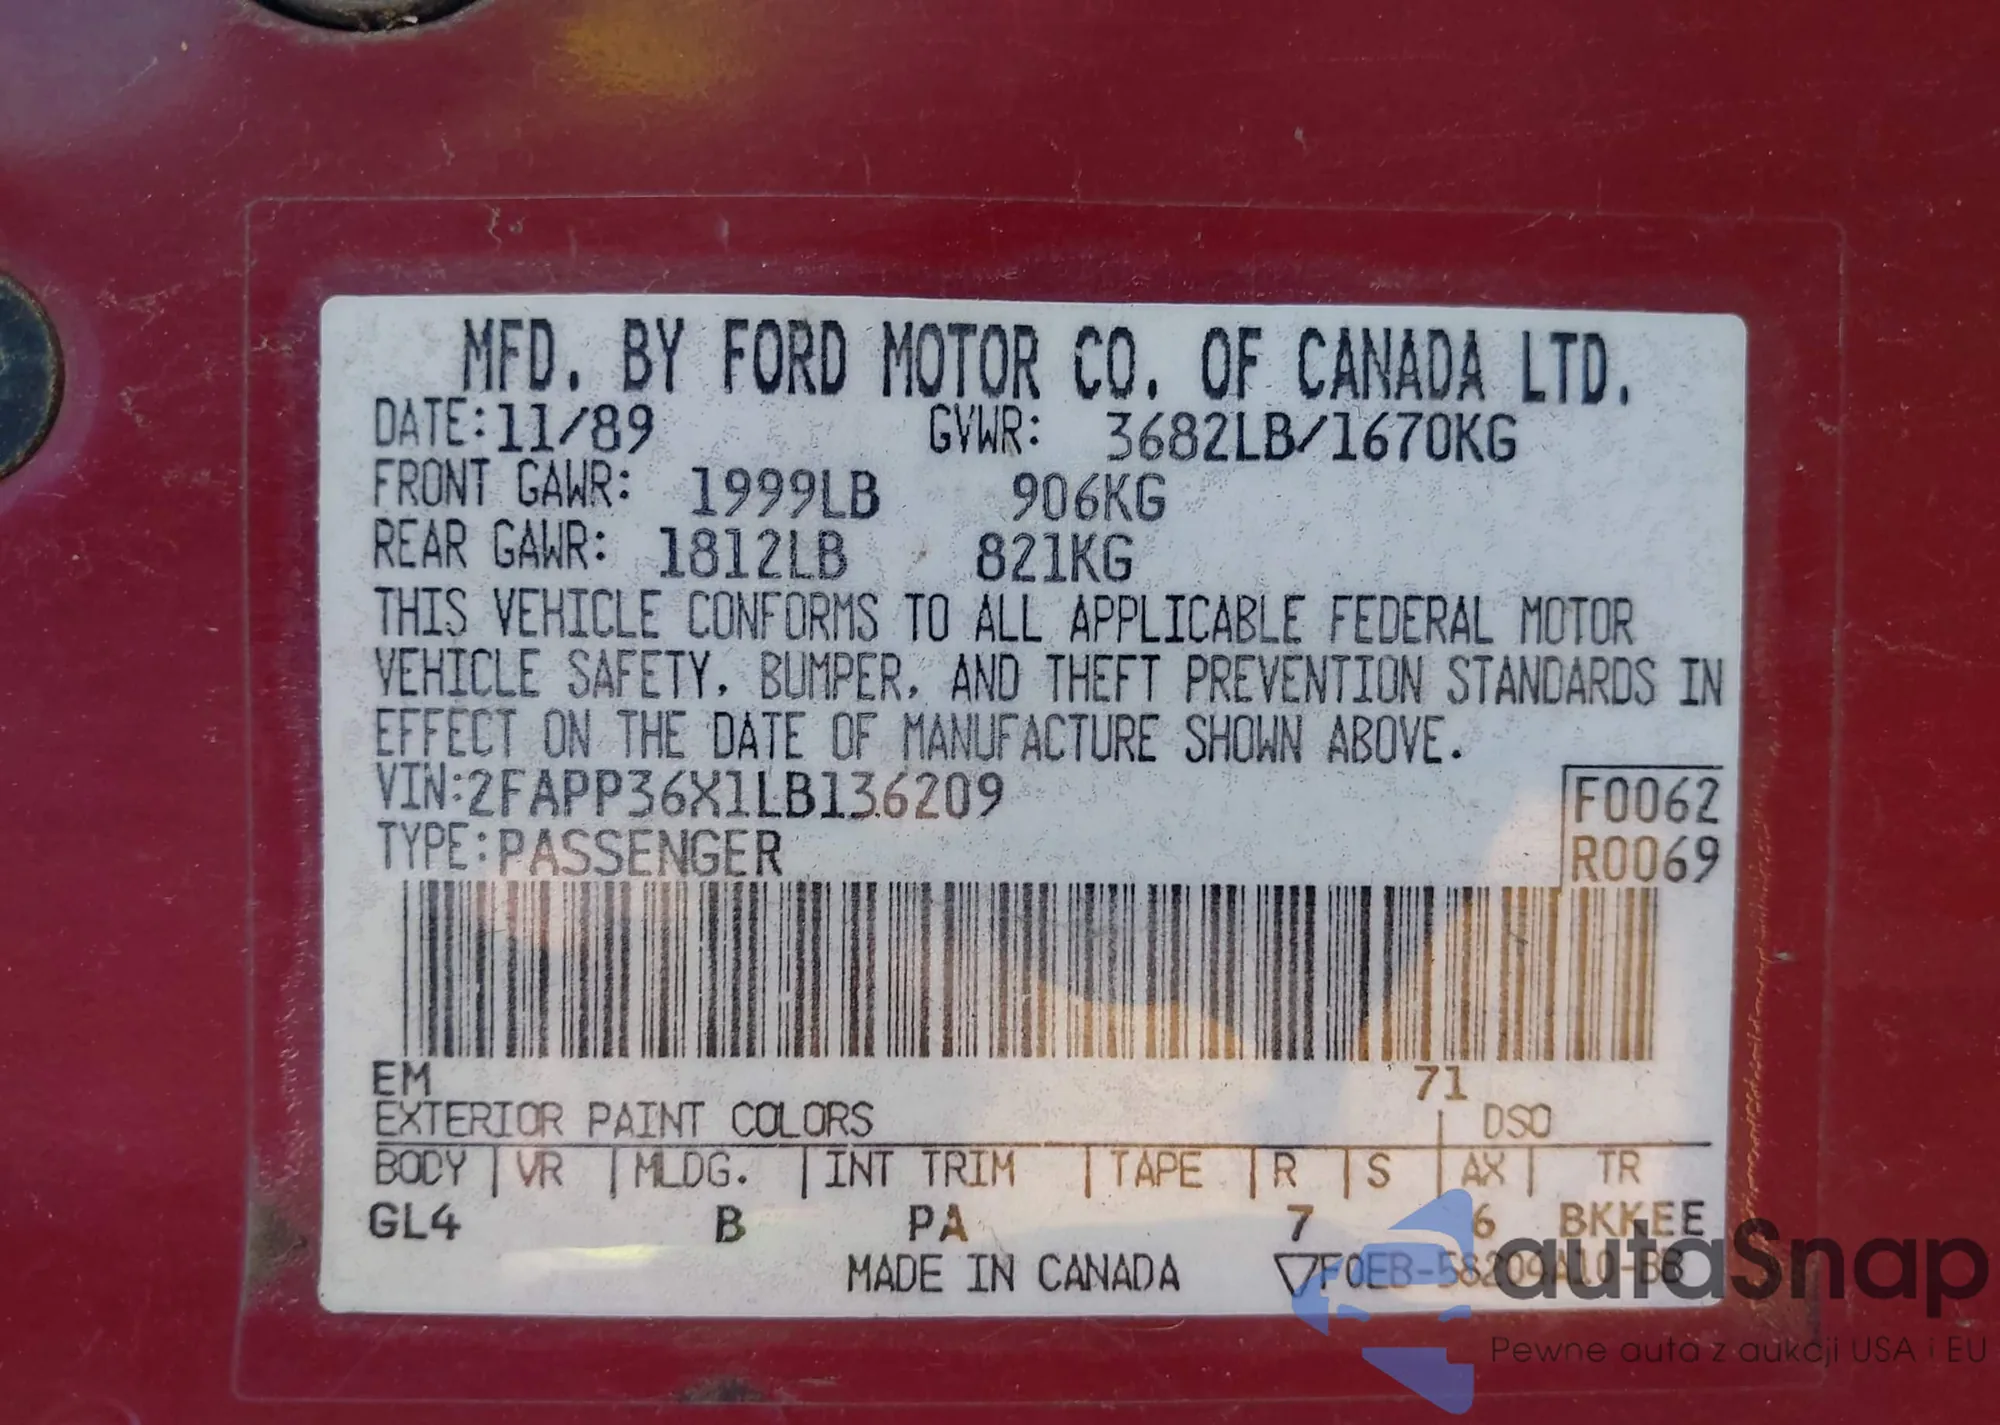 MFD. BY FORD MOTOR CO. OF CANADA LTD.
DATE: 11/89 GVWR: 3682LB/1670KG
FRONT GAWR: 1999LB 906KG
REAR GAWR: 1812LB 821KG
THIS VEHICLE CONFORMS TO ALL APPLICABLE FEDERAL MOTOR
VEHICLE SAFETY, BUMPER, AND THEFT PREVENTION STANDARDS IN
EFFECT ON THE DATE OF MANUFACTURE SHOWN ABOVE.
VIN: 2FAPP36X1LB136209 F0062
TYPE: PASSENGER R0069
EM 71
EXTERIOR PAINT COLORS DSO
BODY | VR | MLDG. | INT TRIM | TAPE | R | S | AX | TR
GL4 B PA 7 6 BKKEE
MADE IN CANADA ▽F0EB-58209A10-BB
autaSnap
Pewne auta z aukcji USA i EU